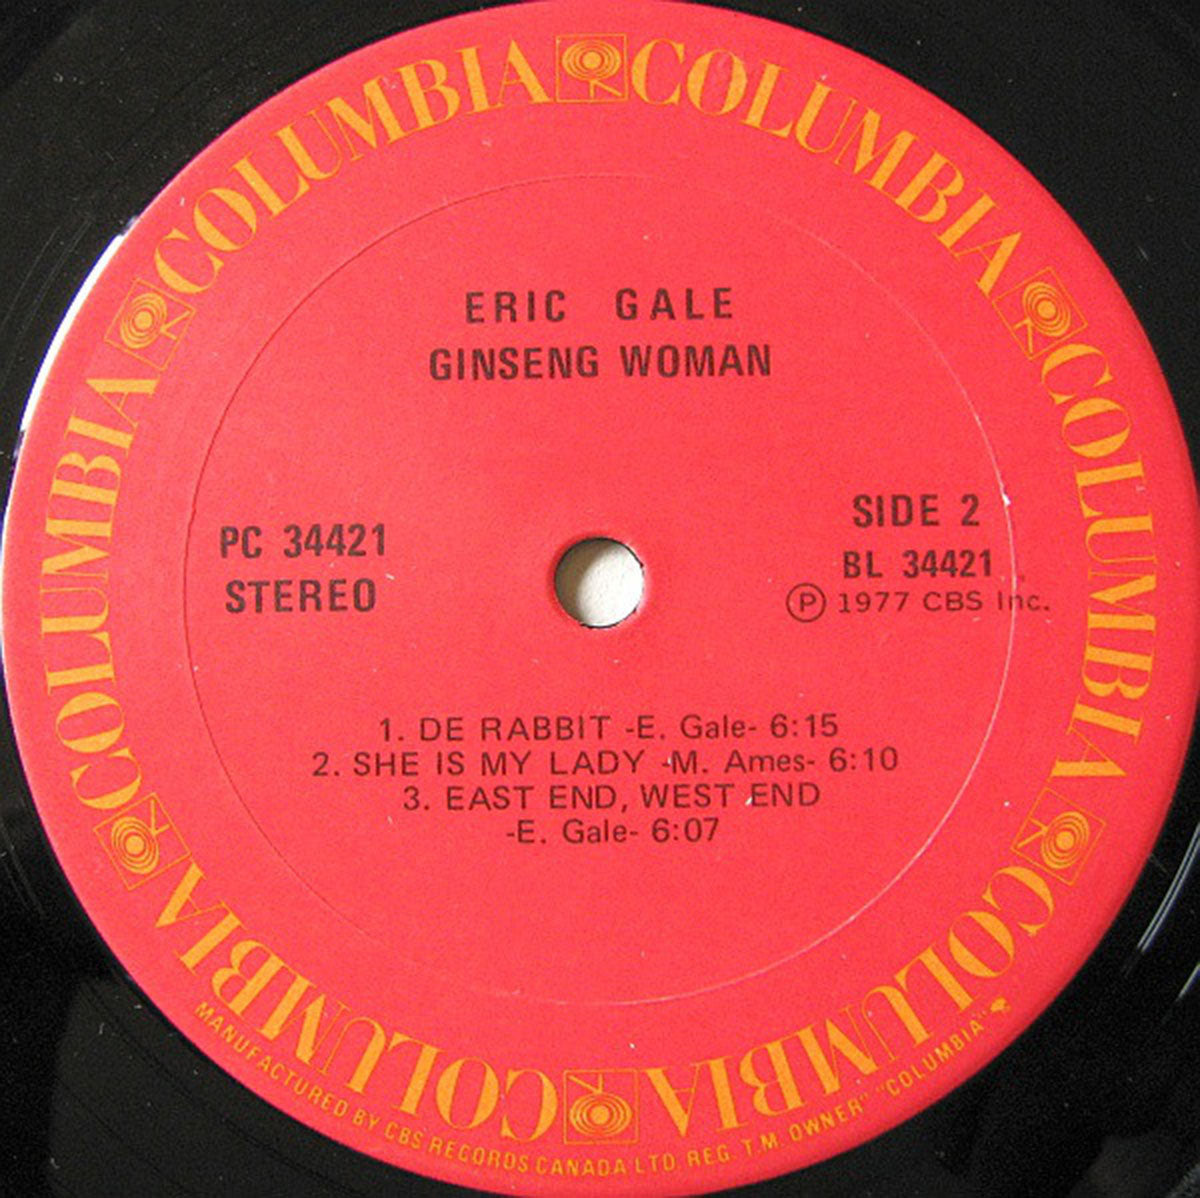 COLUMBIA COLUMBIA COLUMBIA COLUMBIA COLUMBIA COLUMBIA COLUMBIA COLUMBIA
ERIC GALE
GINSENG WOMAN
PC 34421
STEREO
SIDE 2
BL 34421
Ⓟ 1977 CBS Inc.
1. DE RABBIT -E. Gale- 6:15
2. SHE IS MY LADY -M. Ames- 6:10
3. EAST END, WEST END
-E. Gale- 6:07
MANUFACTURED BY CBS RECORDS CANADA LTD REG. T.M. OWNER" "COLUMBIA"